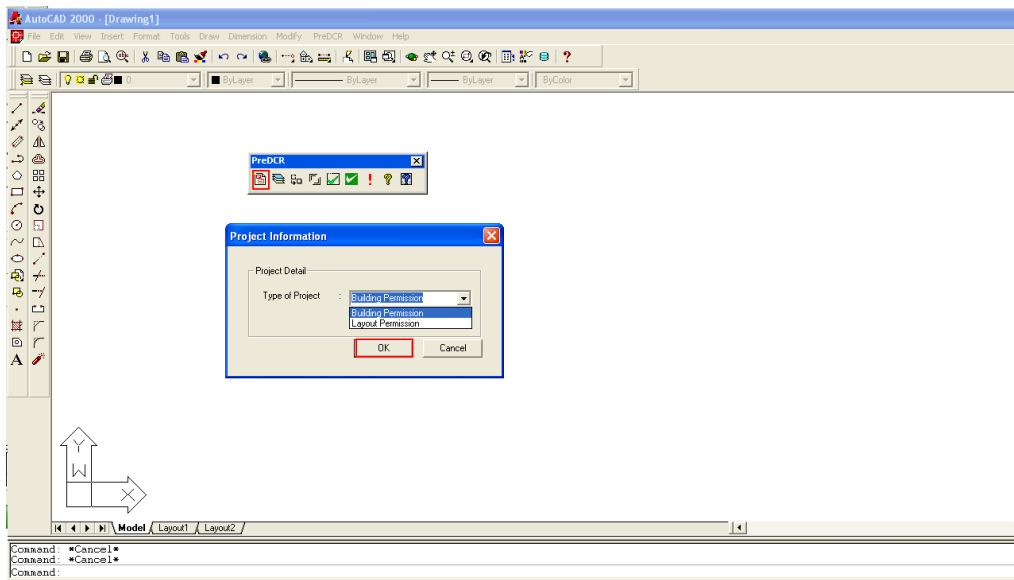 AutoCAD 2000 - [Drawing1]
File Edit View Insert Format Tools Draw Dimension Modify PreDCR Window Help
0 ByLayer ByLayer ByLayer ByColor
PreDCR
Project Information
Project Detail
Type of Project : Building Permission
Building Permission
Layout Permission
OK Cancel
A
Y
W
X
Model Layout1 Layout2
Command: *Cancel*
Command: *Cancel*
Command: